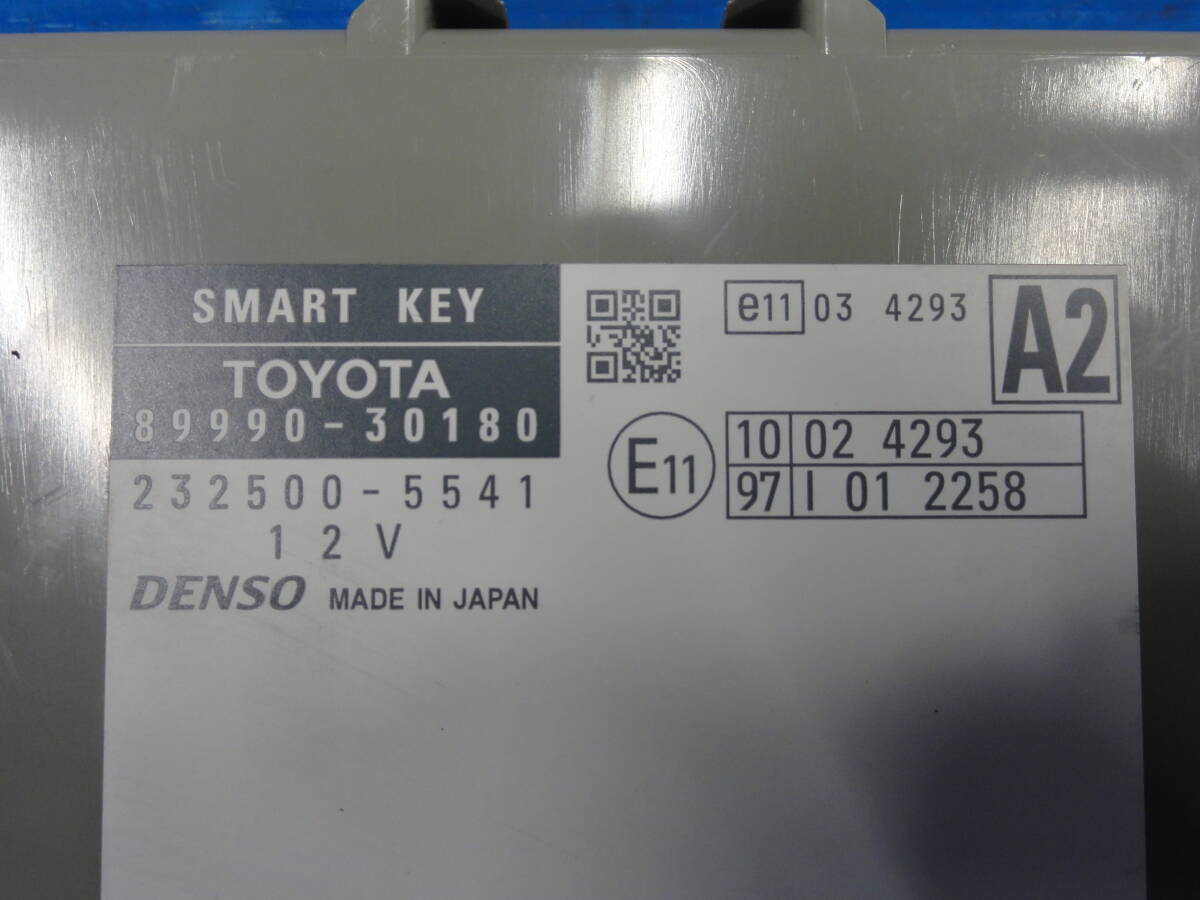 SMART KEY
TOYOTA
89990-30180
232500-5541
12V
DENSO MADE IN JAPAN
e11 03 4293
A2
E11
10 02 4293
97 I 01 2258